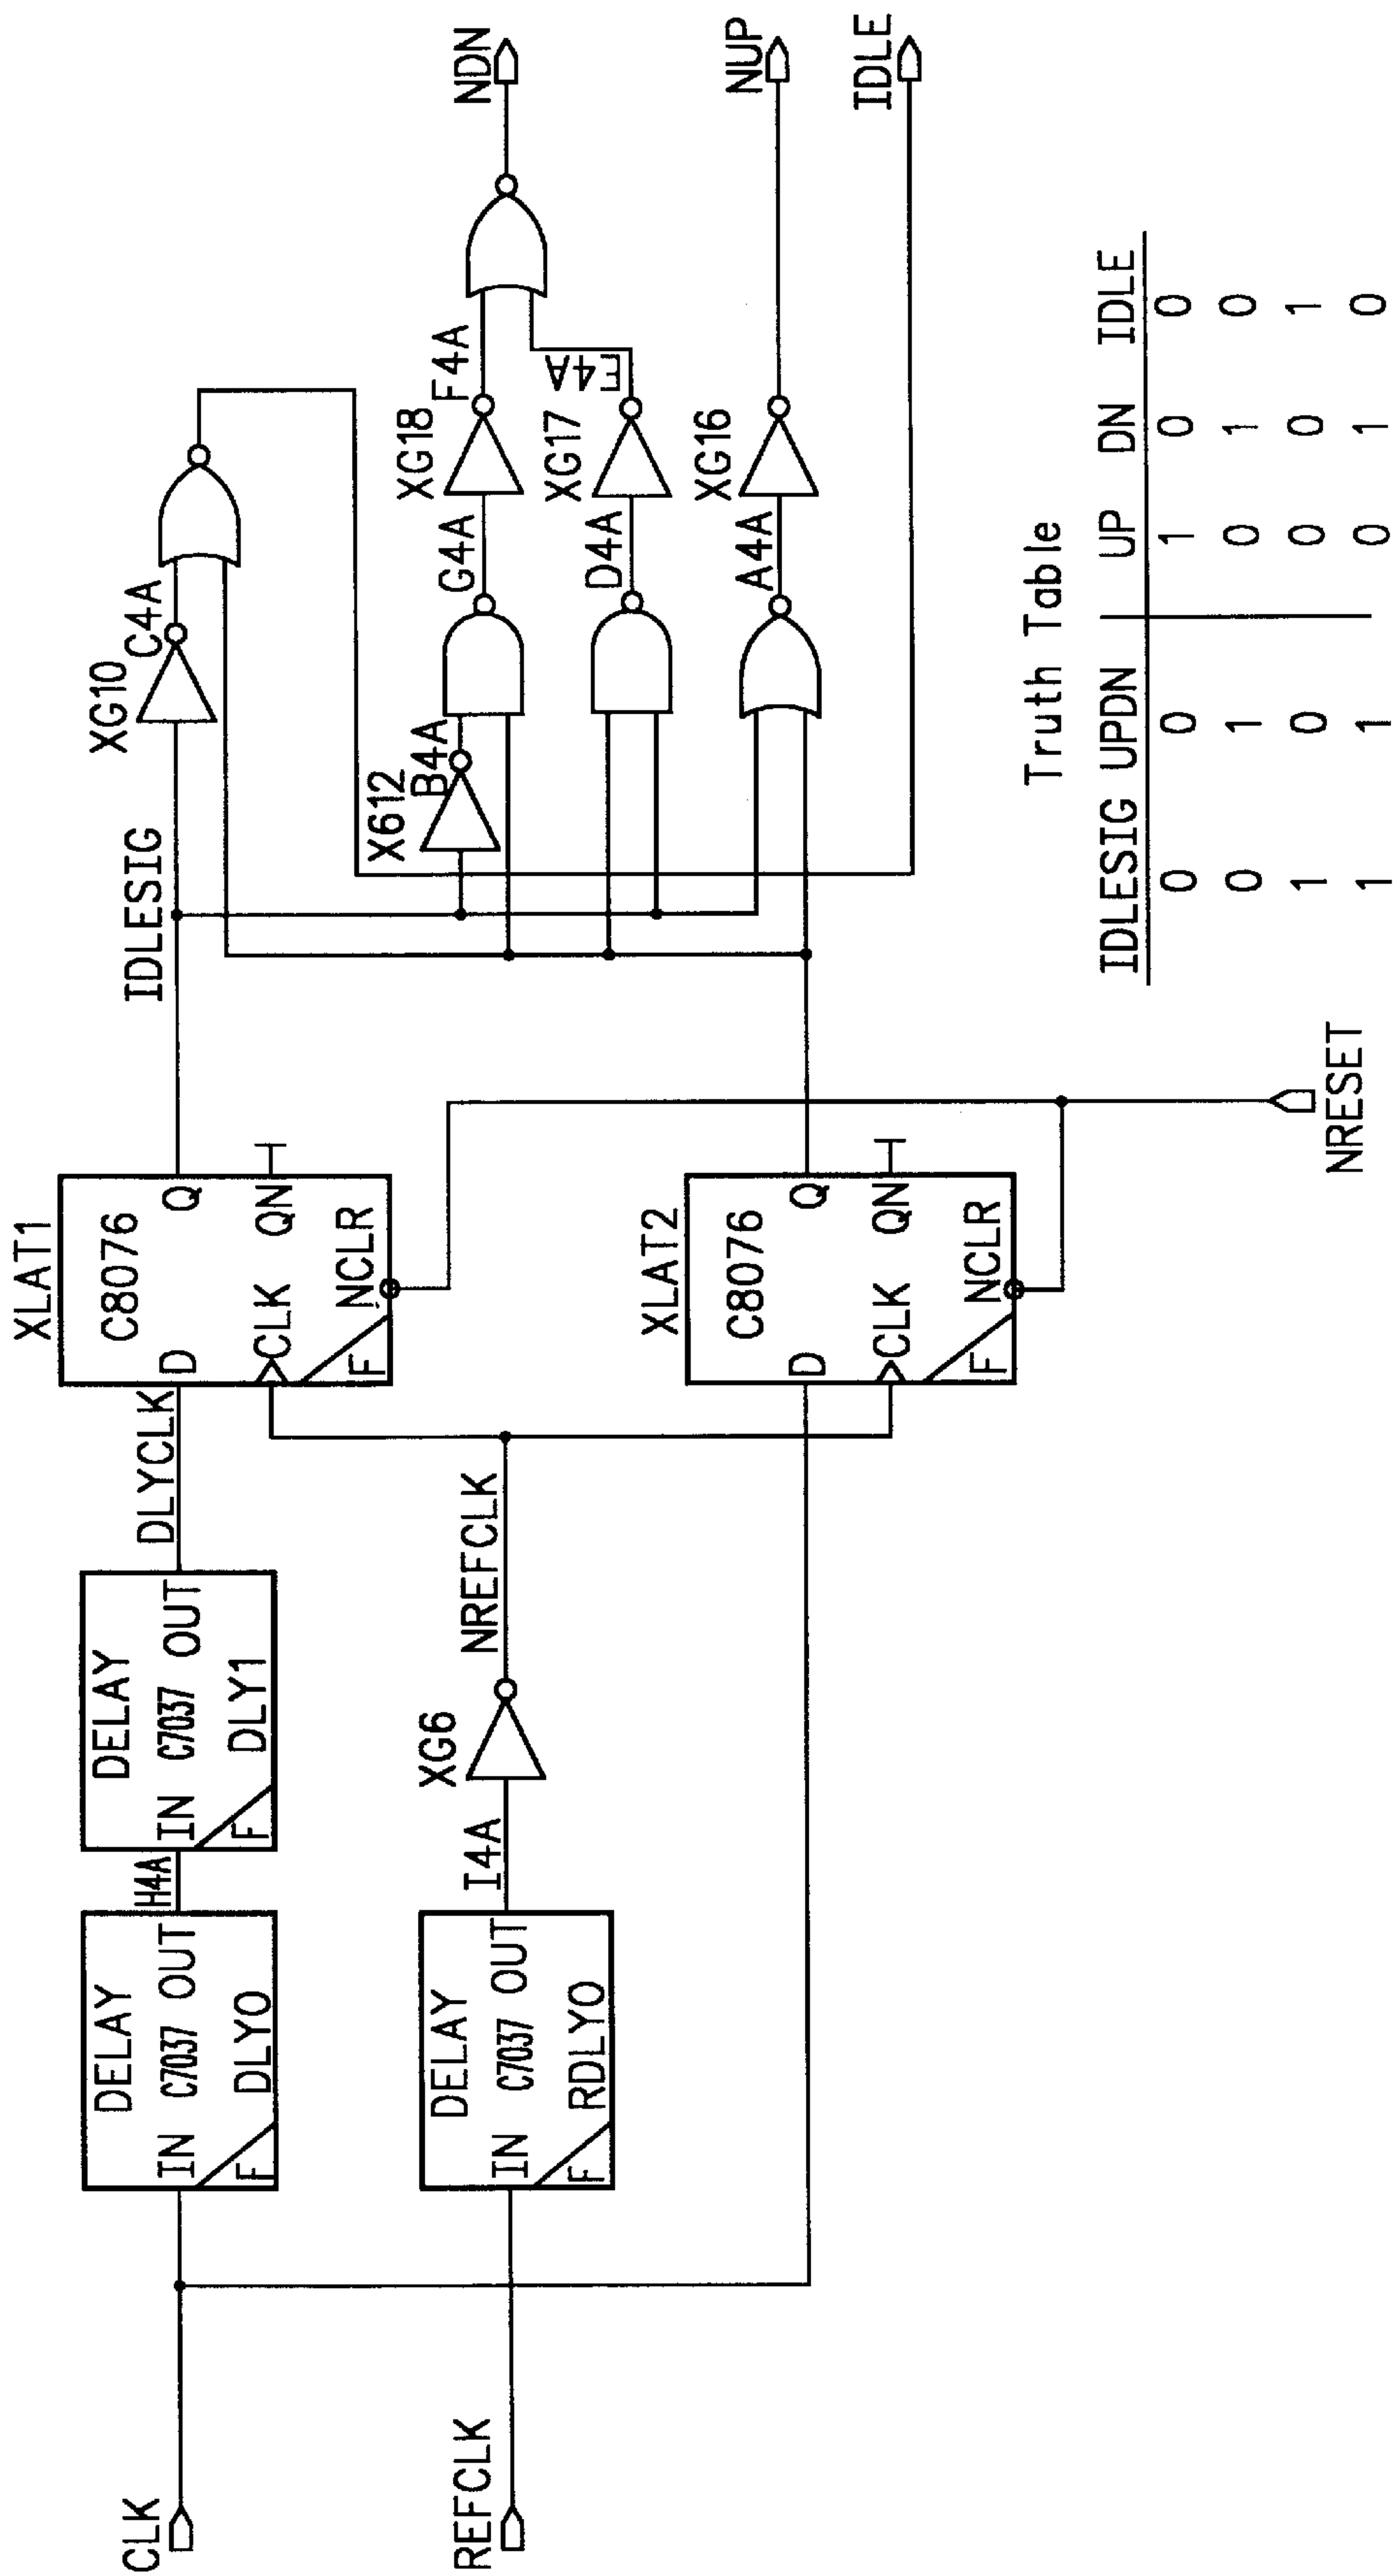 CLK
REFCLK
DELAY
IN C7037 OUT
F DLY0
H4A
DELAY
IN C7037 OUT
F DLY1
DLYCLK
DELAY
IN C7037 OUT
F RDLY0
I4A
XG6
NREFCLK
XLAT1
C8076
D Q
CLK QN
F NCLR
XLAT2
C8076
D Q
CLK QN
F NCLR
NRESET
IDLESIG
XG10
C4A
X612
B4A
G4A
XG18
F4A
D4A
XG17
E4A
A4A
XG16
NDN
NUP
IDLE
Truth Table
IDLESIG UPDN UP DN IDLE
0 0 1 0 0
0 1 0 1 0
1 0 0 0 1
1 1 0 1 0